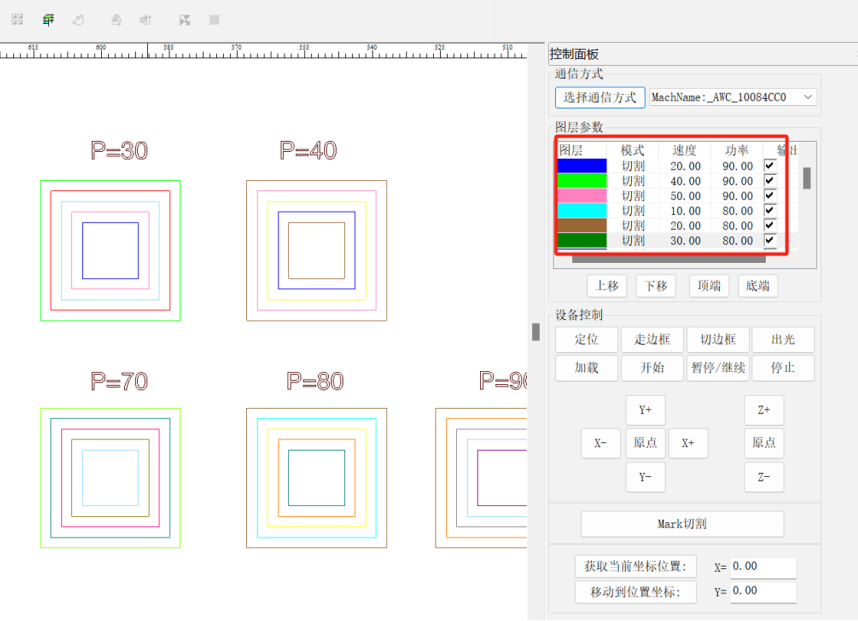 615 600 585 570 555 540 525 510
P=30 P=40
P=70 P=80 P=90
控制面板
通信方式
选择通信方式 MachName:_AWC_10084CC0
图层参数
图层 模式 速度 功率 输出
切割 20.00 90.00
切割 40.00 90.00
切割 50.00 90.00
切割 10.00 80.00
切割 20.00 80.00
切割 30.00 80.00
上移 下移 顶端 底端
设备控制
定位 走边框 切边框 出光
加载 开始 暂停/继续 停止
Y+ Z+
X- 原点 X+ 原点
Y- Z-
Mark切割
获取当前坐标位置: X= 0.00
移动到位置坐标: Y= 0.00